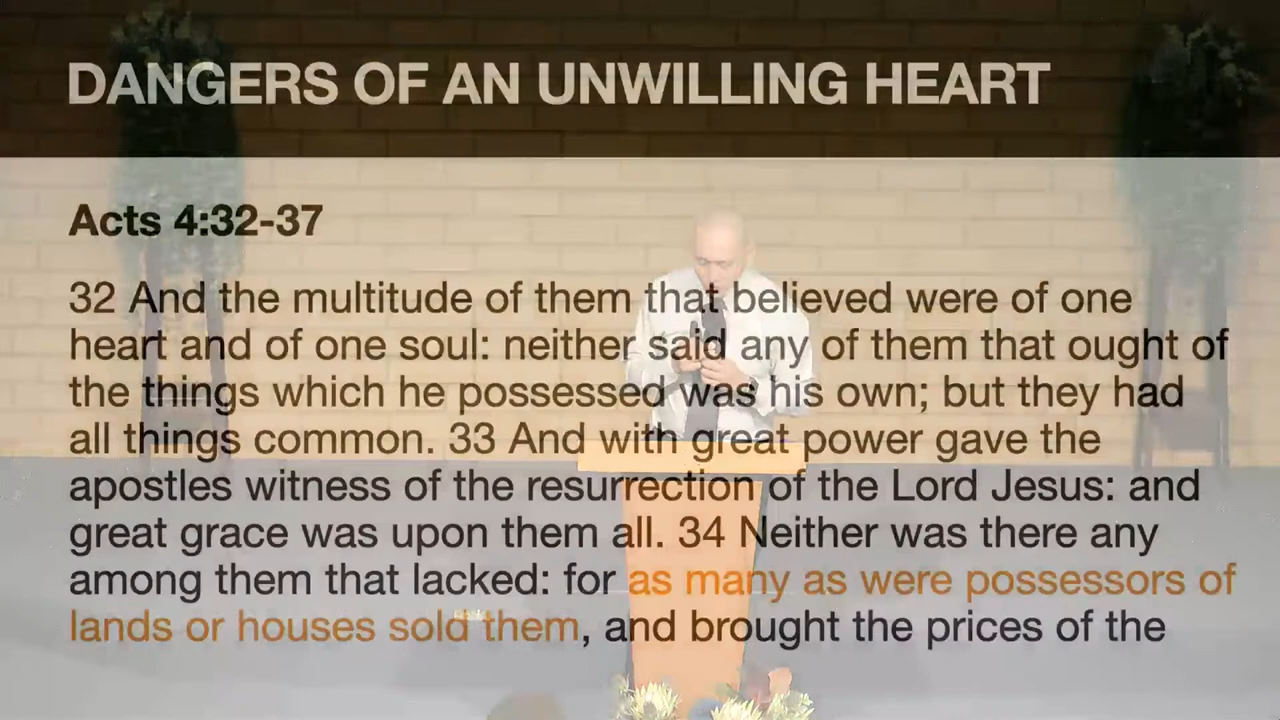 DANGERS OF AN UNWILLING HEART
Acts 4:32-37
32 And the multitude of them that believed were of one
heart and of one soul: neither said any of them that ought of
the things which he possessed was his own; but they had
all things common. 33 And with great power gave the
apostles witness of the resurrection of the Lord Jesus: and
great grace was upon them all. 34 Neither was there any
among them that lacked: for as many as were possessors of
lands or houses sold them, and brought the prices of the